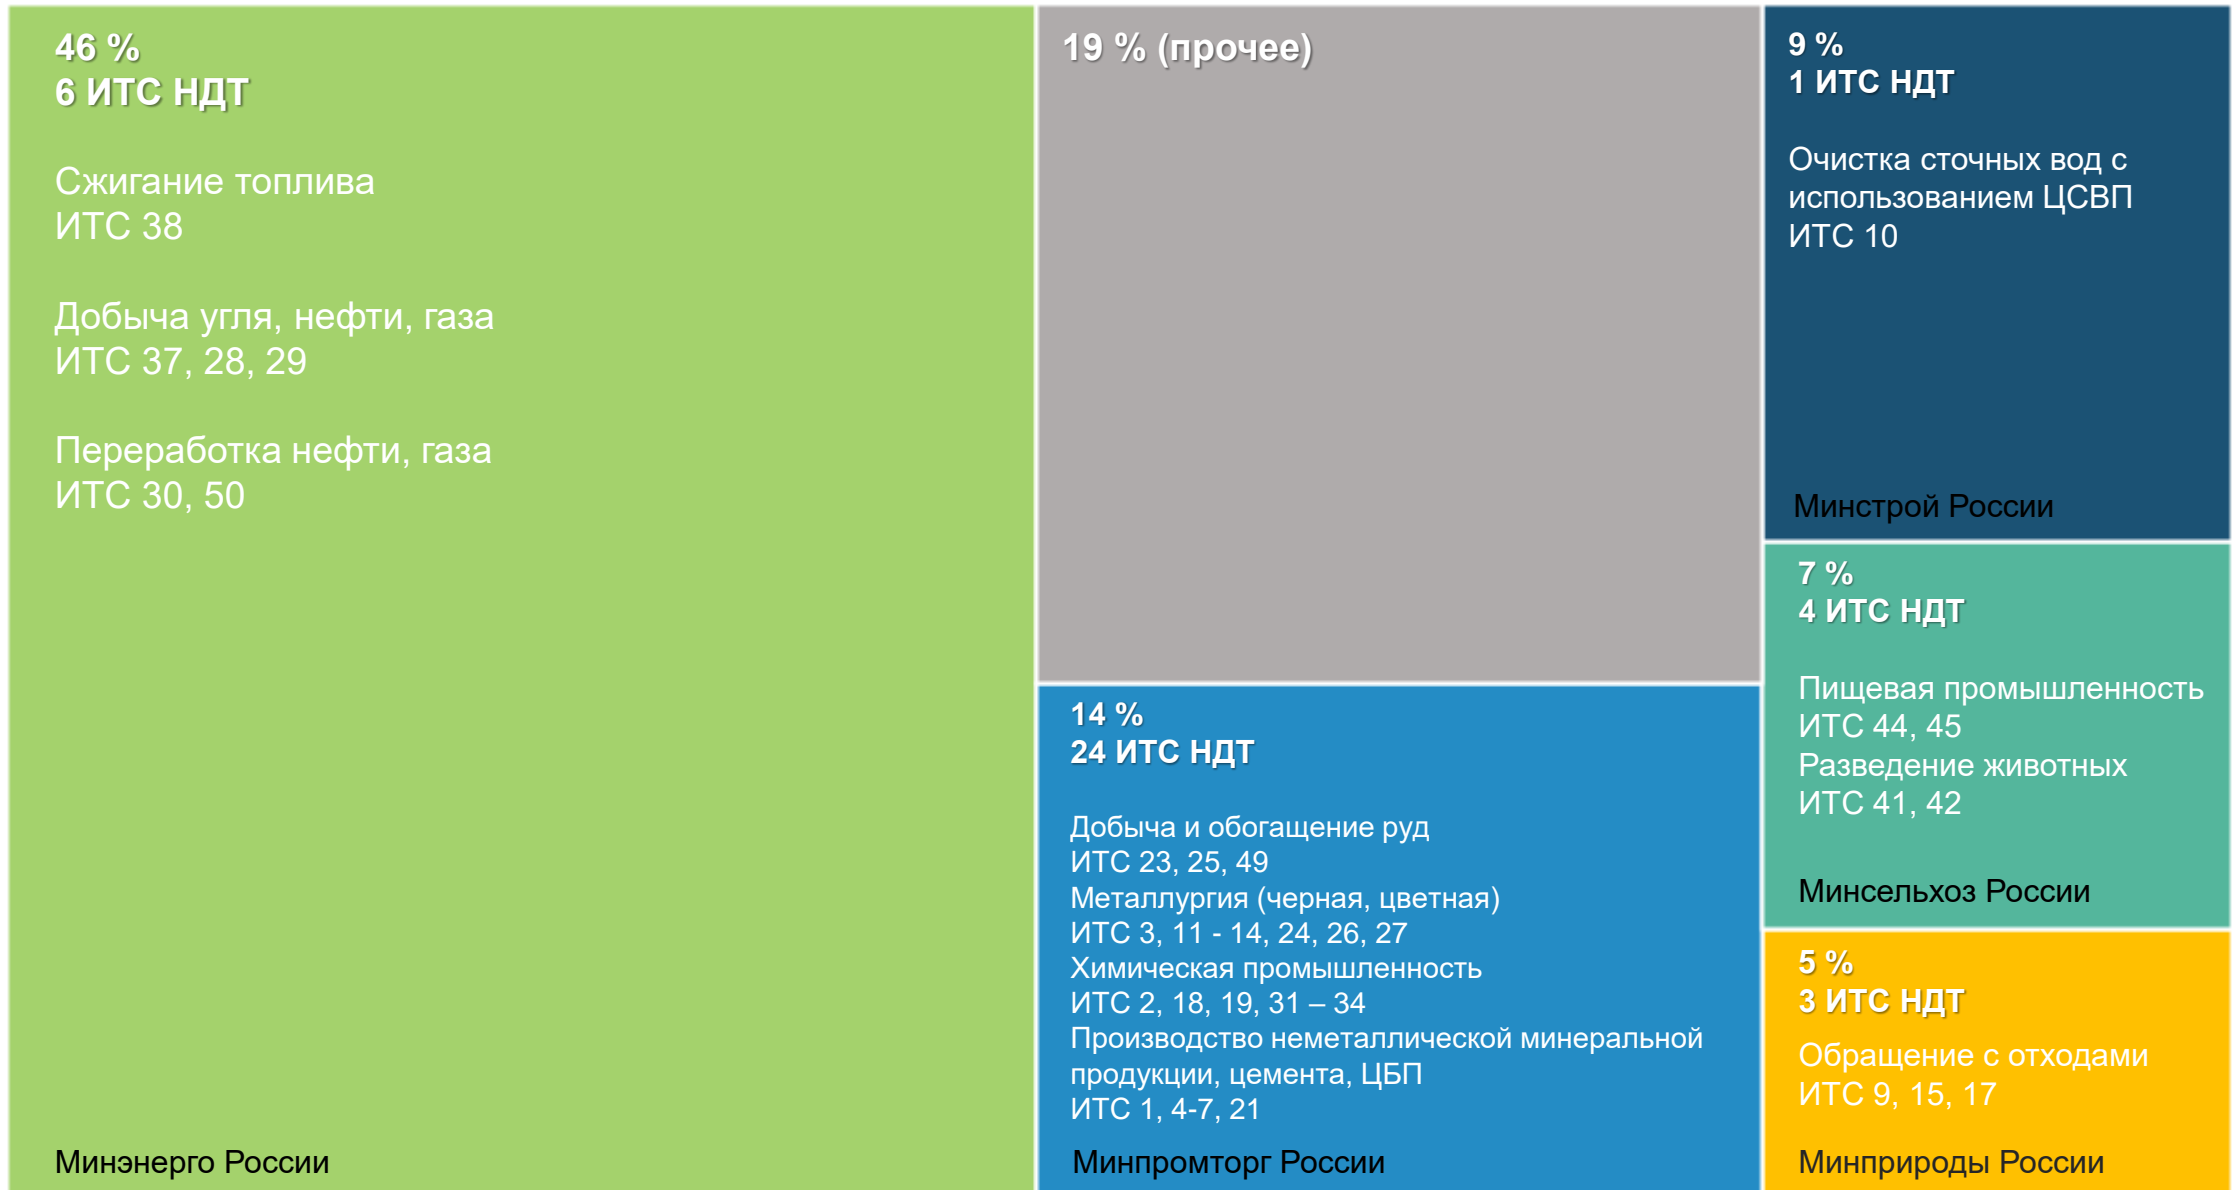 46 %
6 ИТС НДТ
Сжигание топлива
ИТС 38
Добыча угля, нефти, газа
ИТС 37, 28, 29
Переработка нефти, газа
ИТС 30, 50
Минэнерго России
19 % (прочее)
14 %
24 ИТС НДТ
Добыча и обогащение руд
ИТС 23, 25, 49
Металлургия (черная, цветная)
ИТС 3, 11 - 14, 24, 26, 27
Химическая промышленность
ИТС 2, 18, 19, 31 – 34
Производство неметаллической минеральной
продукции, цемента, ЦБП
ИТС 1, 4-7, 21
Минпромторг России
9 %
1 ИТС НДТ
Очистка сточных вод с
использованием ЦСВП
ИТС 10
Минстрой России
7 %
4 ИТС НДТ
Пищевая промышленность
ИТС 44, 45
Разведение животных
ИТС 41, 42
Минсельхоз России
5 %
3 ИТС НДТ
Обращение с отходами
ИТС 9, 15, 17
Минприроды России